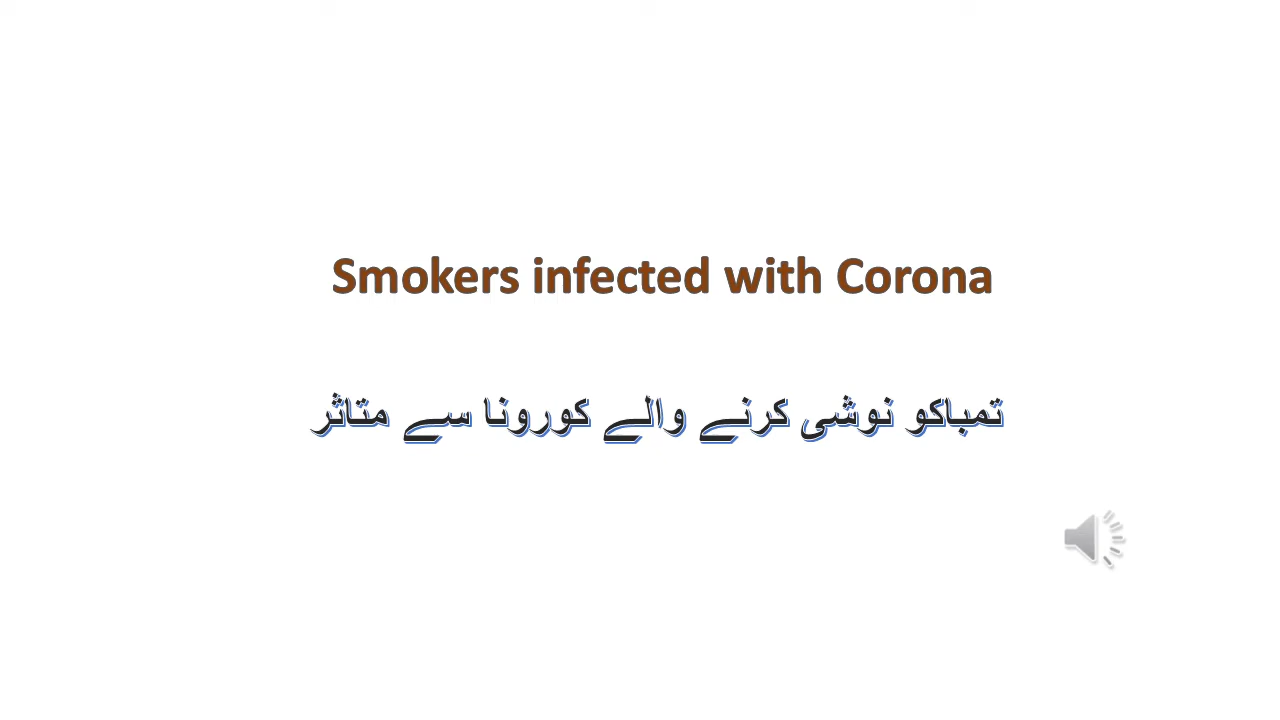 Smokers infected with Corona
تمباکو نوشی کرنے والے کورونا سے متاثر